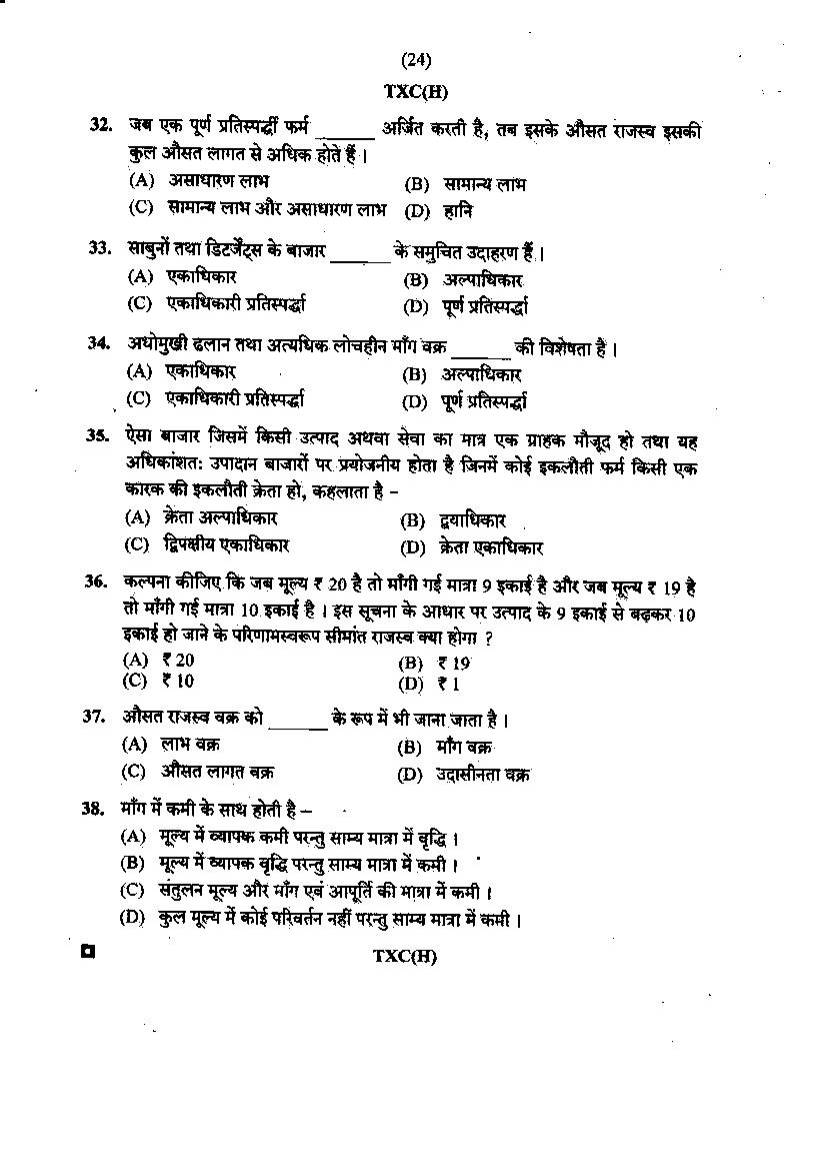 (24)
TXC(H)
32. जब एक पूर्ण प्रतिस्पर्द्धी फर्म ______ अर्जित करती है, तब इसके औसत राजस्व इसकी
कुल औसत लागत से अधिक होते हैं ।
(A) असाधारण लाभ (B) सामान्य लाभ
(C) सामान्य लाभ और असाधारण लाभ (D) हानि
33. साबुनों तथा डिटर्जेंट्स के बाजार ______ के समुचित उदाहरण हैं ।
(A) एकाधिकार (B) अल्पाधिकार
(C) एकाधिकारी प्रतिस्पर्द्धा (D) पूर्ण प्रतिस्पर्द्धा
34. अधोमुखी ढलान तथा अत्यधिक लोचहीन माँग वक्र ______ की विशेषता है ।
(A) एकाधिकार (B) अल्पाधिकार
(C) एकाधिकारी प्रतिस्पर्द्धा (D) पूर्ण प्रतिस्पर्द्धा
35. ऐसा बाजार जिसमें किसी उत्पाद अथवा सेवा का मात्र एक ग्राहक मौजूद हो तथा यह
अधिकांशतः उपादान बाजारों पर प्रयोजनीय होता है जिनमें कोई इकलौती फर्म किसी एक
कारक की इकलौती क्रेता हो, कहलाता है –
(A) क्रेता अल्पाधिकार (B) द्वयाधिकार
(C) द्विपक्षीय एकाधिकार (D) क्रेता एकाधिकार
36. कल्पना कीजिए कि जब मूल्य ₹ 20 है तो माँगी गई मात्रा 9 इकाई है और जब मूल्य ₹ 19 है
तो माँगी गई मात्रा 10 इकाई है । इस सूचना के आधार पर उत्पाद के 9 इकाई से बढ़कर 10
इकाई हो जाने के परिणामस्वरूप सीमांत राजस्व क्या होगा ?
(A) ₹ 20 (B) ₹ 19
(C) ₹ 10 (D) ₹ 1
37. औसत राजस्व वक्र को ______ के रूप में भी जाना जाता है ।
(A) लाभ वक्र (B) माँग वक्र
(C) औसत लागत वक्र (D) उदासीनता वक्र
38. माँग में कमी के साथ होती है –
(A) मूल्य में व्यापक कमी परन्तु साम्य मात्रा में वृद्धि ।
(B) मूल्य में व्यापक वृद्धि परन्तु साम्य मात्रा में कमी ।
(C) संतुलन मूल्य और माँग एवं आपूर्ति की मात्रा में कमी ।
(D) कुल मूल्य में कोई परिवर्तन नहीं परन्तु साम्य मात्रा में कमी ।
TXC(H)